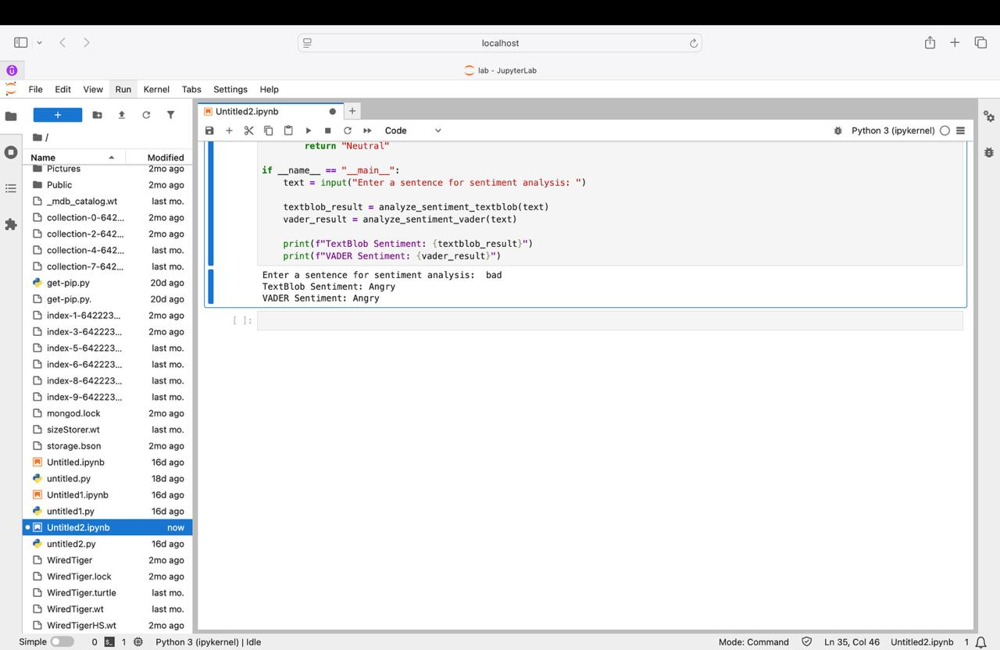 localhost
lab - JupyterLab
File Edit View Run Kernel Tabs Settings Help
Untitled2.ipynb
/
Code
Python 3 (ipykernel)
Name Modified
Pictures 2mo ago
Public 2mo ago
_mdb_catalog.wt last mo.
collection-0-642... 2mo ago
collection-2-642... 2mo ago
collection-4-642... last mo.
collection-7-642... last mo.
get-pip.py 20d ago
get-pip.py. 20d ago
index-1-642223... 2mo ago
index-3-642223... 2mo ago
index-5-642223... last mo.
index-6-642223... last mo.
index-8-642223... last mo.
index-9-642223... last mo.
mongod.lock 2mo ago
sizeStorer.wt last mo.
storage.bson 2mo ago
Untitled.ipynb 16d ago
untitled.py 18d ago
Untitled1.ipynb 16d ago
untitled1.py 16d ago
Untitled2.ipynb now
untitled2.py 16d ago
WiredTiger 2mo ago
WiredTiger.lock 2mo ago
WiredTiger.turtle last mo.
WiredTiger.wt last mo.
WiredTigerHS.wt 2mo ago
return "Neutral"
if __name__ == "__main__":
text = input("Enter a sentence for sentiment analysis: ")
textblob_result = analyze_sentiment_textblob(text)
vader_result = analyze_sentiment_vader(text)
print(f"TextBlob Sentiment: {textblob_result}")
print(f"VADER Sentiment: {vader_result}")
Enter a sentence for sentiment analysis:  bad
TextBlob Sentiment: Angry
VADER Sentiment: Angry
[ ]:
Simple 0 $_ 1 Python 3 (ipykernel) | Idle Mode: Command Ln 35, Col 46 Untitled2.ipynb 1